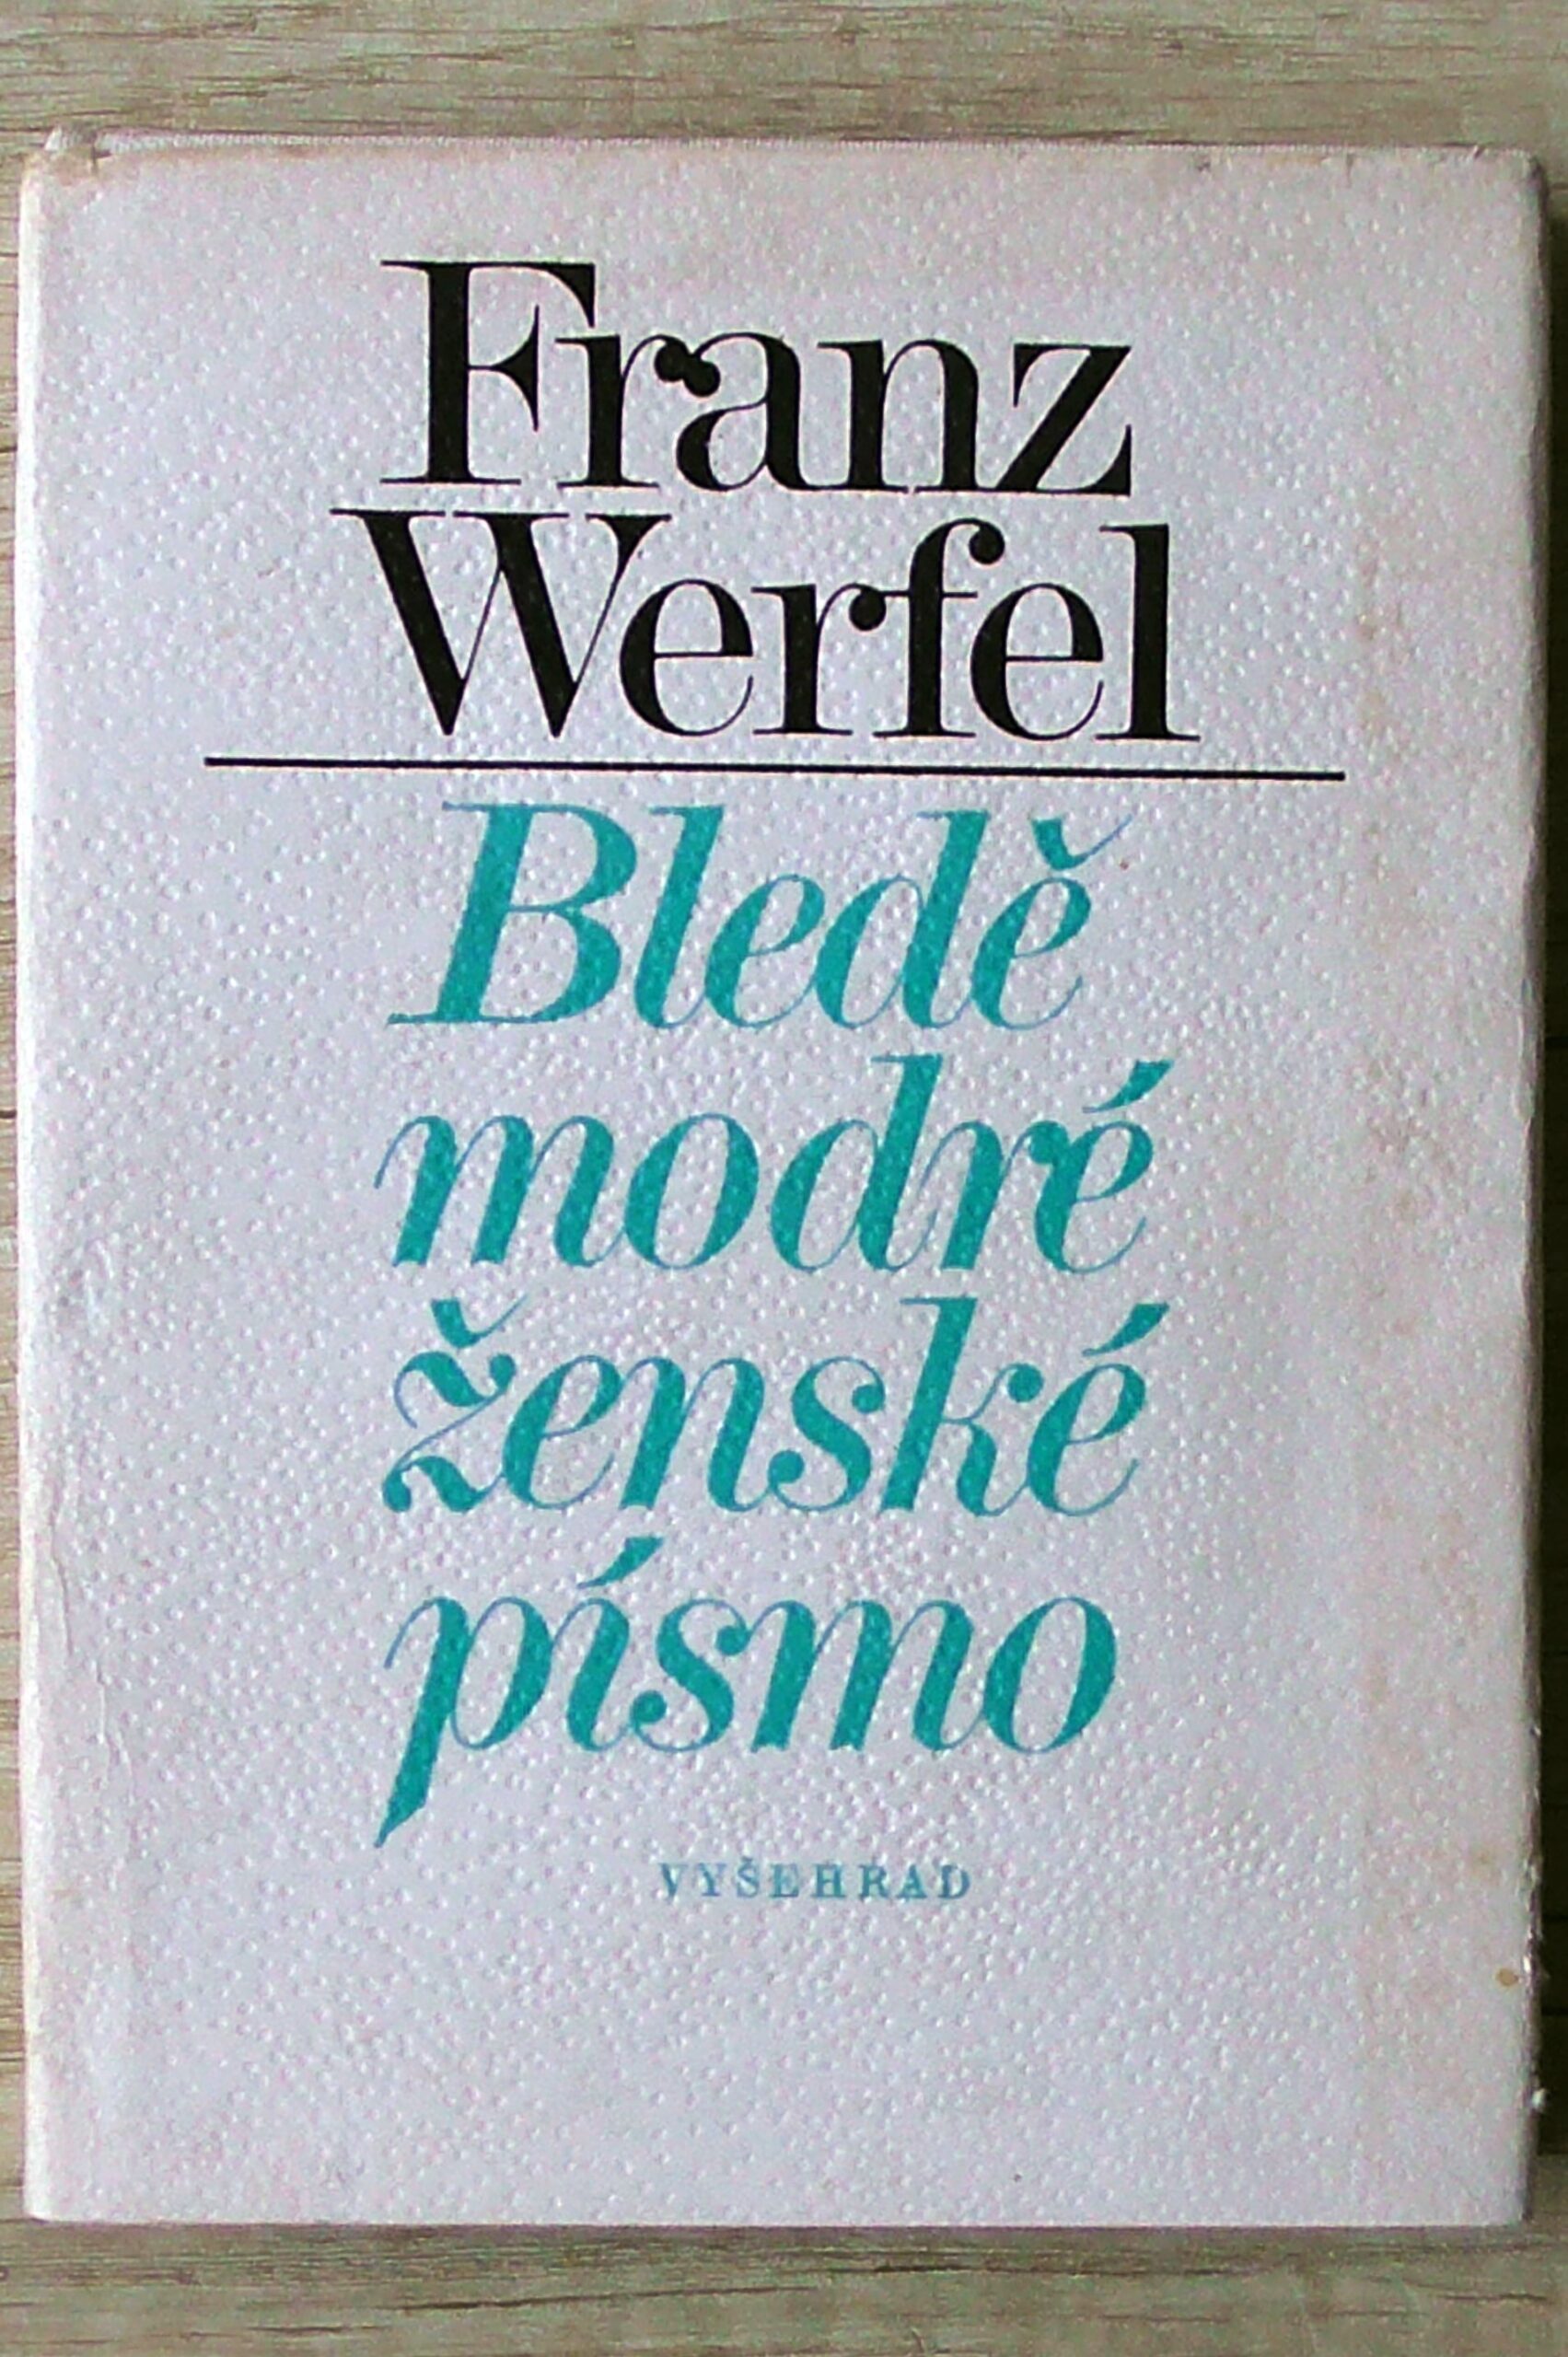 Franz
Werfel
Bledě
modré
ženské
písmo
VYŠEHRAD